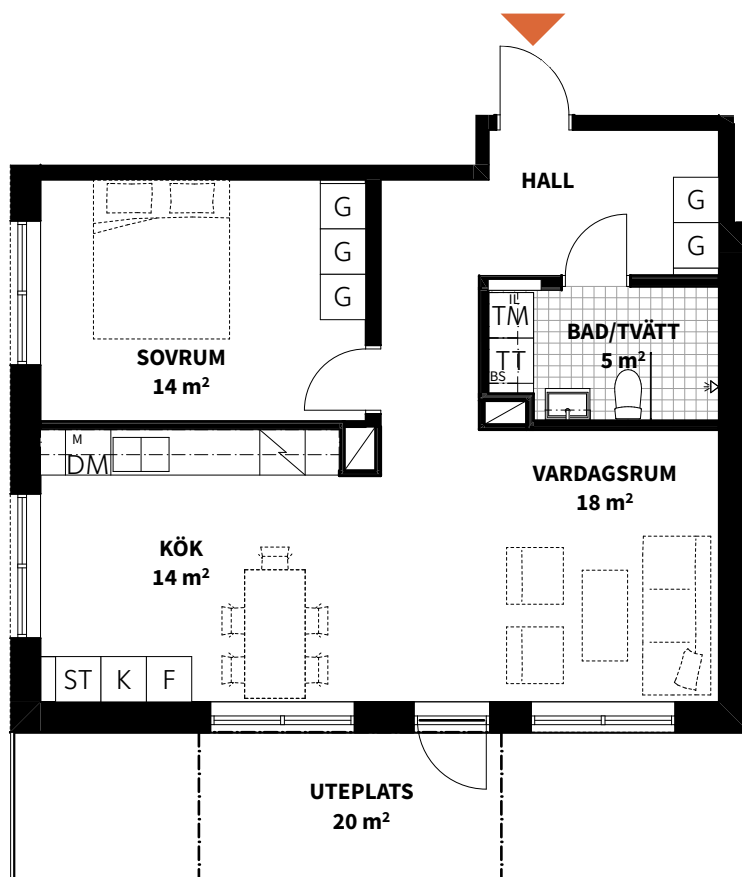 HALL
G
G
G
G
G
SOVRUM
14 m²
IL
TM
TT
BS
BAD/TVÄTT
5 m²
M
DM
VARDAGSRUM
18 m²
KÖK
14 m²
ST K F
UTEPLATS
20 m²